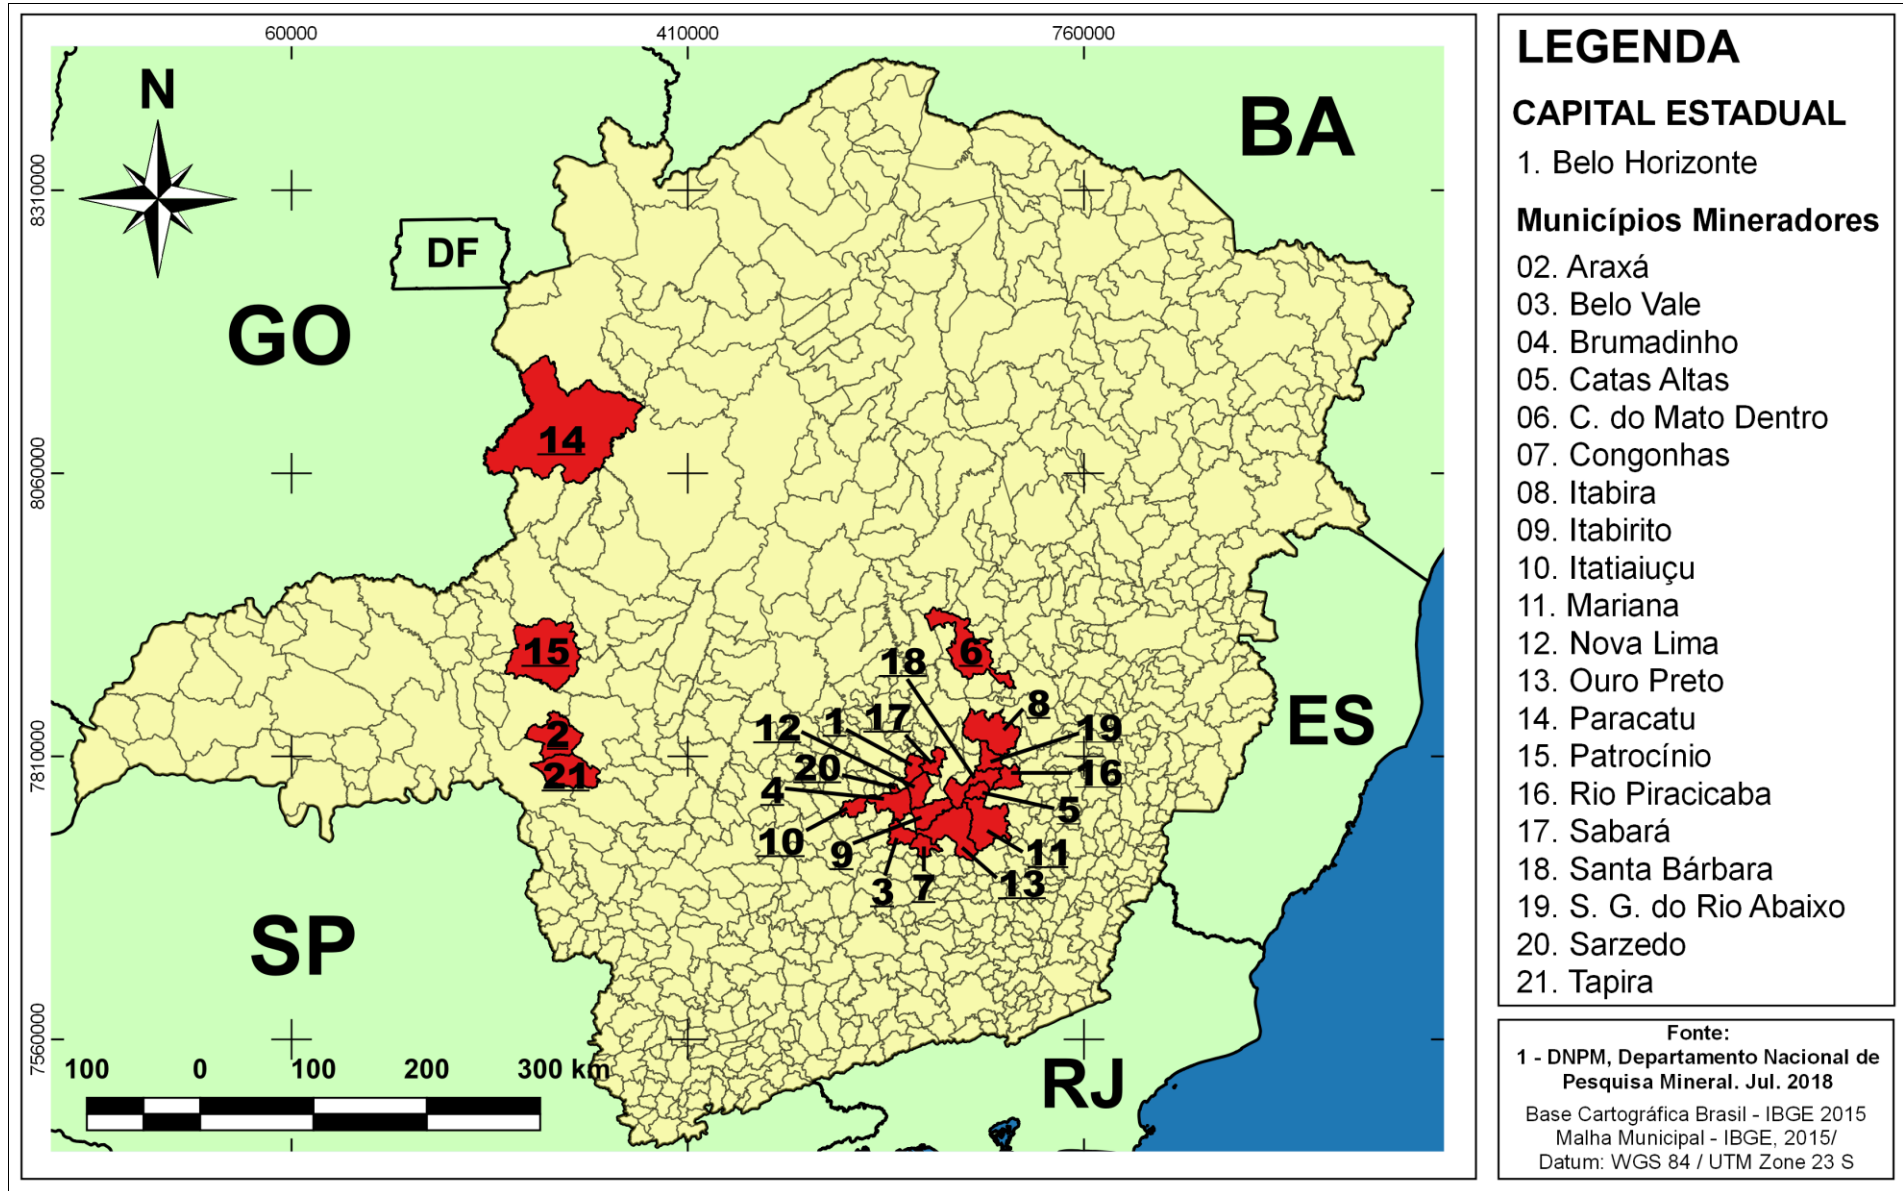 60000
410000
760000
8310000
8060000
7810000
7560000
N
BA
DF
GO
14
15
6
18
8
2
12
1
17
19
21
20
16
4
5
10
9
11
3
7
13
ES
SP
RJ
100 0 100 200 300 km
LEGENDA
CAPITAL ESTADUAL
1. Belo Horizonte
Municípios Mineradores
02. Araxá
03. Belo Vale
04. Brumadinho
05. Catas Altas
06. C. do Mato Dentro
07. Congonhas
08. Itabira
09. Itabirito
10. Itatiaiuçu
11. Mariana
12. Nova Lima
13. Ouro Preto
14. Paracatu
15. Patrocínio
16. Rio Piracicaba
17. Sabará
18. Santa Bárbara
19. S. G. do Rio Abaixo
20. Sarzedo
21. Tapira
Fonte:
1 - DNPM, Departamento Nacional de
Pesquisa Mineral. Jul. 2018
Base Cartográfica Brasil - IBGE 2015
Malha Municipal - IBGE, 2015/
Datum: WGS 84 / UTM Zone 23 S